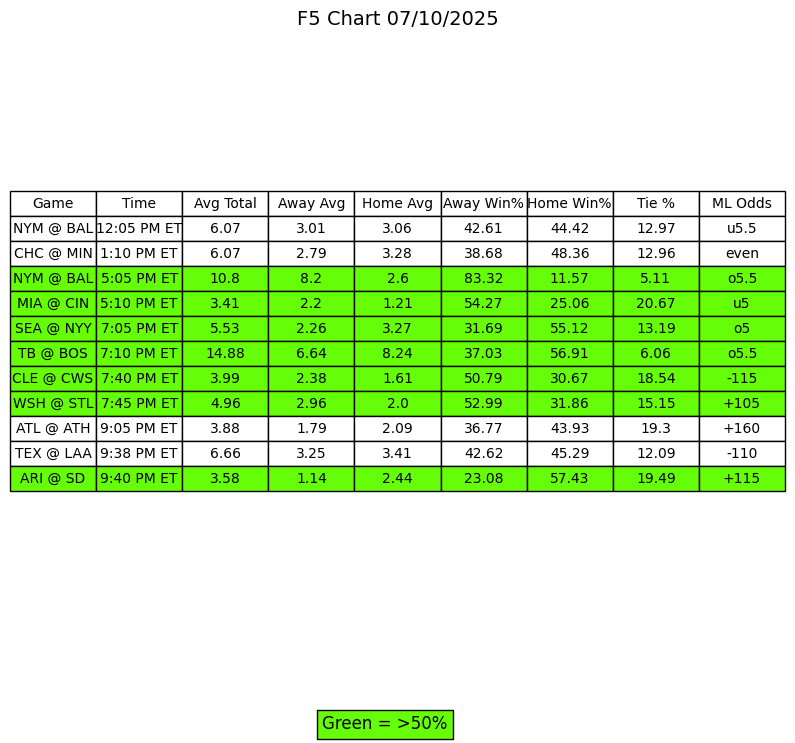 F5 Chart 07/10/2025
Game Time Avg Total Away Avg Home Avg Away Win% Home Win% Tie % ML Odds
NYM @ BAL 12:05 PM ET 6.07 3.01 3.06 42.61 44.42 12.97 u5.5
CHC @ MIN 1:10 PM ET 6.07 2.79 3.28 38.68 48.36 12.96 even
NYM @ BAL 5:05 PM ET 10.8 8.2 2.6 83.32 11.57 5.11 o5.5
MIA @ CIN 5:10 PM ET 3.41 2.2 1.21 54.27 25.06 20.67 u5
SEA @ NYY 7:05 PM ET 5.53 2.26 3.27 31.69 55.12 13.19 o5
TB @ BOS 7:10 PM ET 14.88 6.64 8.24 37.03 56.91 6.06 o5.5
CLE @ CWS 7:40 PM ET 3.99 2.38 1.61 50.79 30.67 18.54 -115
WSH @ STL 7:45 PM ET 4.96 2.96 2.0 52.99 31.86 15.15 +105
ATL @ ATH 9:05 PM ET 3.88 1.79 2.09 36.77 43.93 19.3 +160
TEX @ LAA 9:38 PM ET 6.66 3.25 3.41 42.62 45.29 12.09 -110
ARI @ SD 9:40 PM ET 3.58 1.14 2.44 23.08 57.43 19.49 +115
Green = >50%